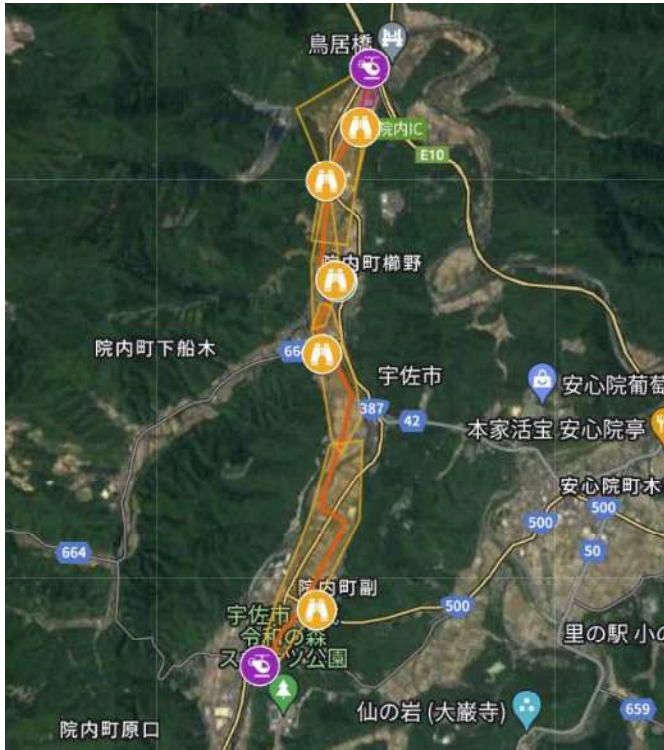 鳥居橋
院内IC
E10
院内町櫛野
院内町下船木
66
宇佐市
安心院葡萄
387
42
本家活宝 安心院亭
安心院町木
500
500
50
664
院内町副
500
宇佐市
令和の森
スポーツ公園
里の駅 小の
仙の岩 (大巌寺)
659
院内町原口